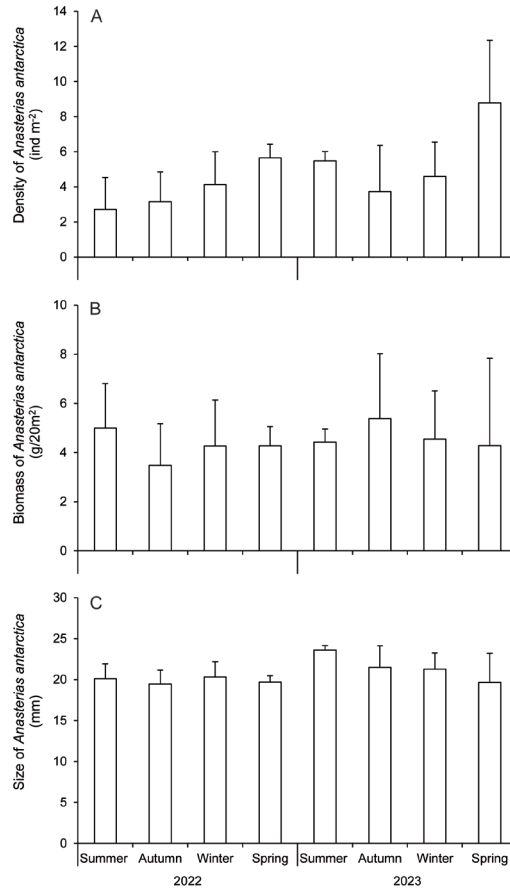 A
Density of Anasterias antarctica
(ind m-2)
14
12
10
8
6
4
2
0
B
Biomass of Anasterias antarctica
(g/20m2)
10
8
6
4
2
0
C
Size of Anasterias antarctica
(mm)
30
25
20
15
10
5
0
Summer Autumn Winter Spring Summer Autumn Winter Spring
2022 2023